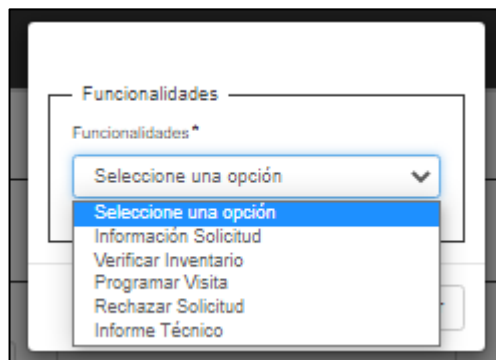 Funcionalidades
Funcionalidades*
Seleccione una opción
Seleccione una opción
Información Solicitud
Verificar Inventario
Programar Visita
Rechazar Solicitud
Informe Técnico